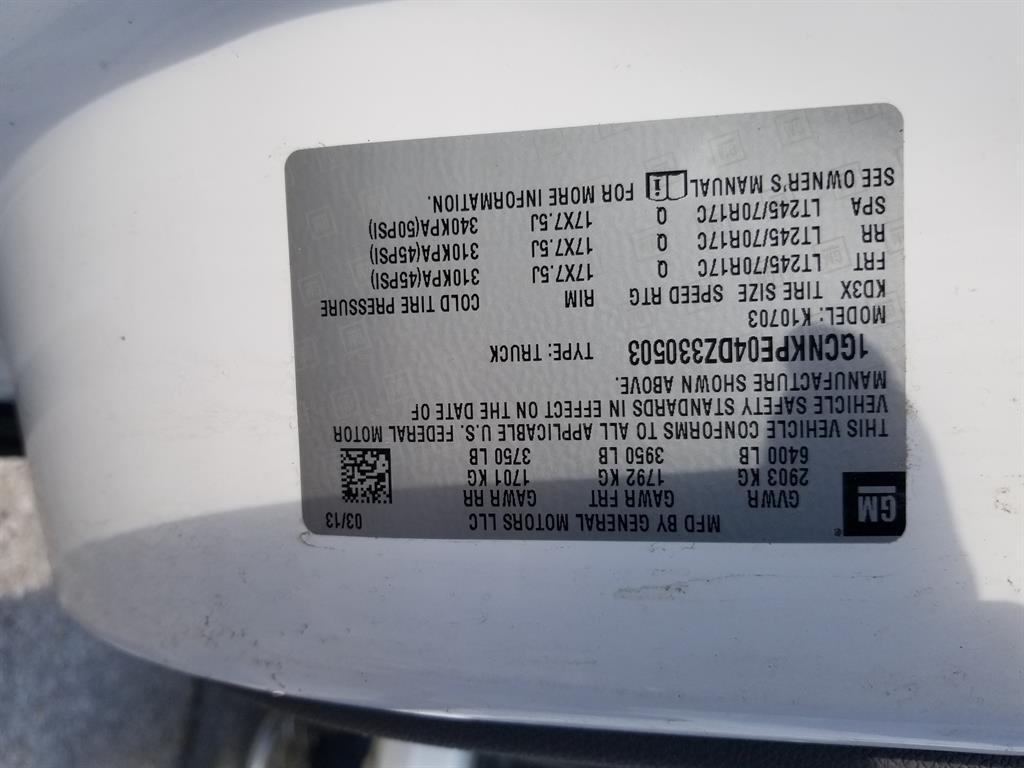 GM
MFD BY GENERAL MOTORS LLC 03/13
GVWR GAWR FRT GAWR RR
2903 KG 1792 KG 1701 KG
6400 LB 3950 LB 3750 LB
THIS VEHICLE CONFORMS TO ALL APPLICABLE U.S. FEDERAL MOTOR
VEHICLE SAFETY STANDARDS IN EFFECT ON THE DATE OF
MANUFACTURE SHOWN ABOVE.
1GCNKPE04DZ330503 TYPE: TRUCK
MODEL: K10703
KD3X TIRE SIZE SPEED RTG RIM COLD TIRE PRESSURE
FRT LT245/70R17C Q 17X7.5J 310KPA(45PSI)
RR LT245/70R17C Q 17X7.5J 310KPA(45PSI)
SPA LT245/70R17C Q 17X7.5J 340KPA(50PSI)
SEE OWNER'S MANUAL i FOR MORE INFORMATION.